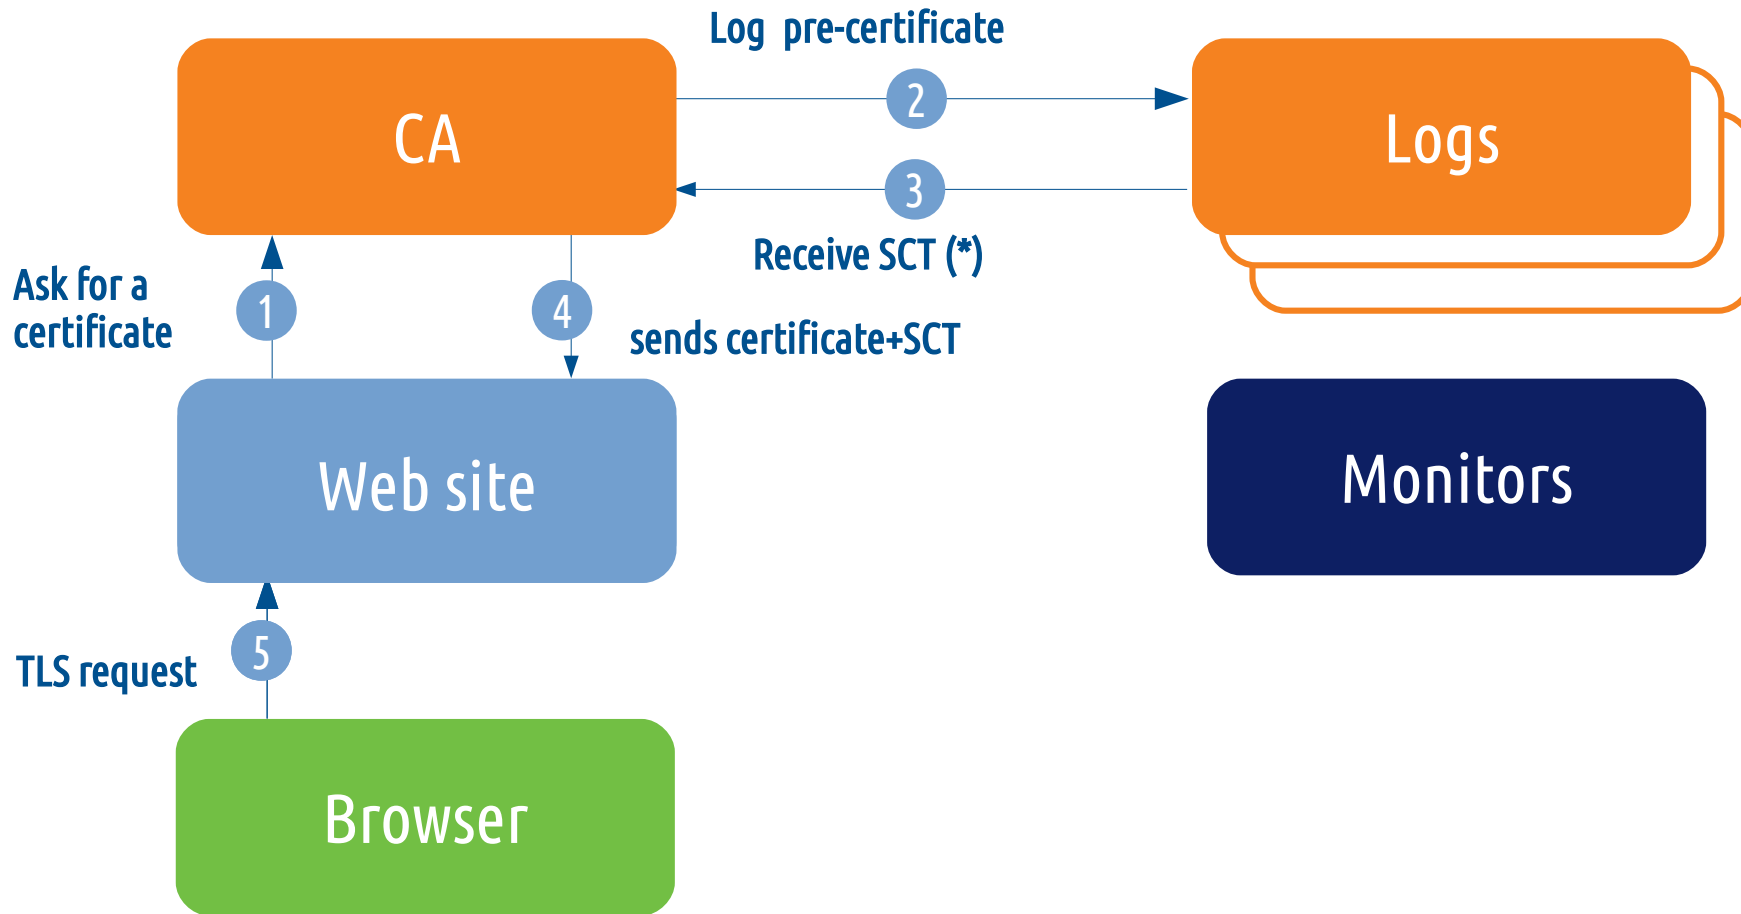 Log pre-certificate
CA
2
Logs
3
Receive SCT (*)
Ask for a
certificate
1
4
sends certificate+SCT
Web site
Monitors
5
TLS request
Browser